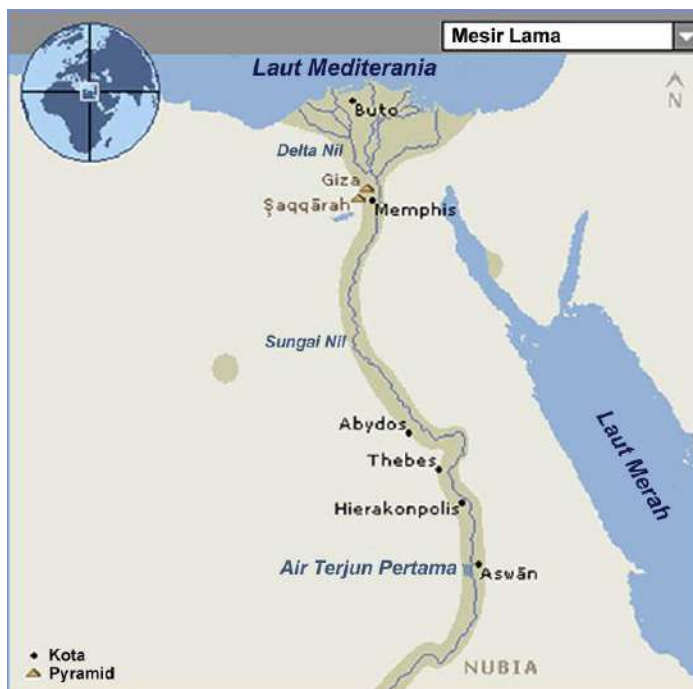 Mesir Lama
Laut Mediterania
N
Buto
Delta Nil
Giza
Şaqqārah
Memphis
Sungai Nil
Abydos
Thebes
Laut Merah
Hierakonpolis
Air Terjun Pertama
Aswān
Kota
NUBIA
Pyramid